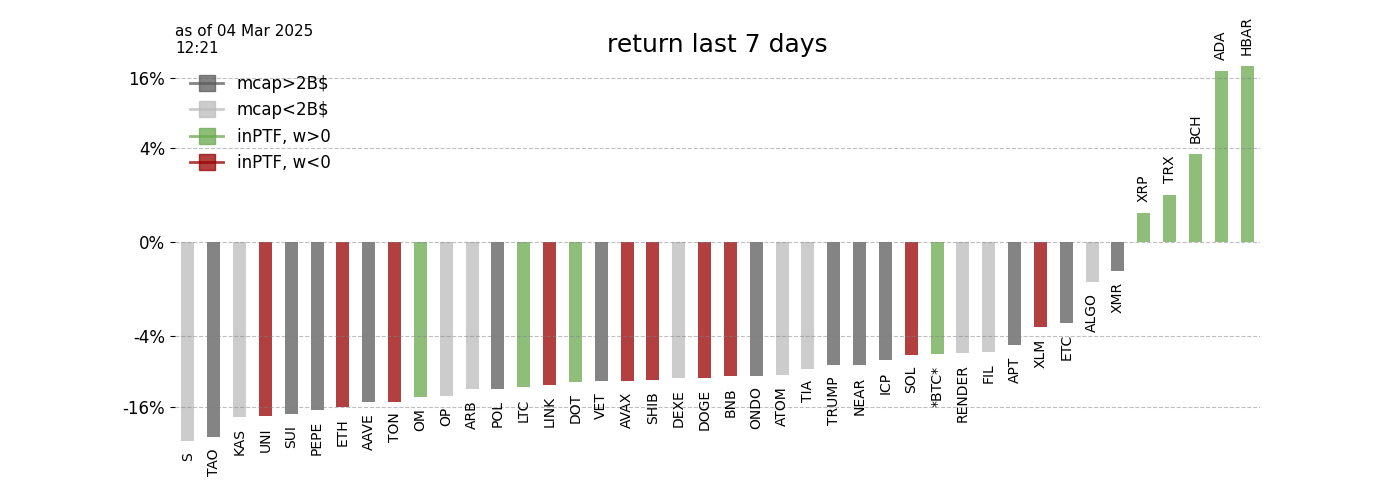 as of 04 Mar 2025
12:21
return last 7 days
16%
4%
0%
-4%
-16%
mcap>2B$
mcap<2B$
inPTF, w>0
inPTF, w<0
S
TAO
KAS
UNI
SUI
PEPE
ETH
AAVE
TON
OM
OP
ARB
POL
LTC
LINK
DOT
VET
AVAX
SHIB
DEXE
DOGE
BNB
ONDO
ATOM
TIA
TRUMP
NEAR
ICP
SOL
*BTC*
RENDER
FIL
APT
XLM
ETC
ALGO
XMR
XRP
TRX
BCH
ADA
HBAR